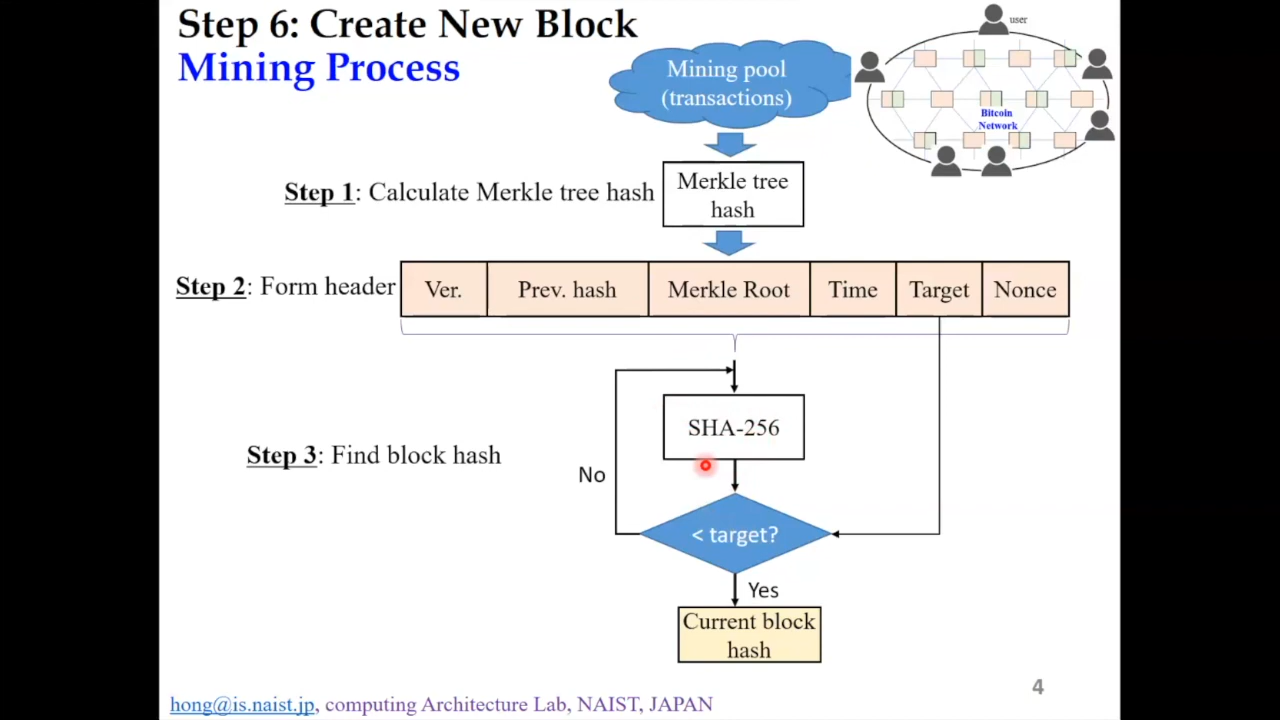 Step 6: Create New Block
Mining Process
Mining pool
(transactions)
user
Bitcoin
Network
Step 1: Calculate Merkle tree hash
Merkle tree
hash
Step 2: Form header
Ver.
Prev. hash
Merkle Root
Time
Target
Nonce
SHA-256
Step 3: Find block hash
No
< target?
Yes
Current block
hash
hong@is.naist.jp, computing Architecture Lab, NAIST, JAPAN
4